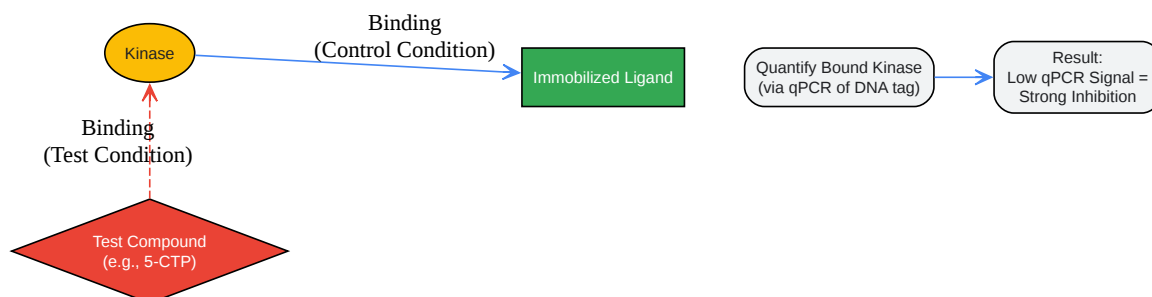 Binding
(Control Condition)
Kinase
Immobilized Ligand
Quantify Bound Kinase
(via qPCR of DNA tag)
Result:
Low qPCR Signal =
Strong Inhibition
Binding
(Test Condition)
Test Compound
(e.g., 5-CTP)